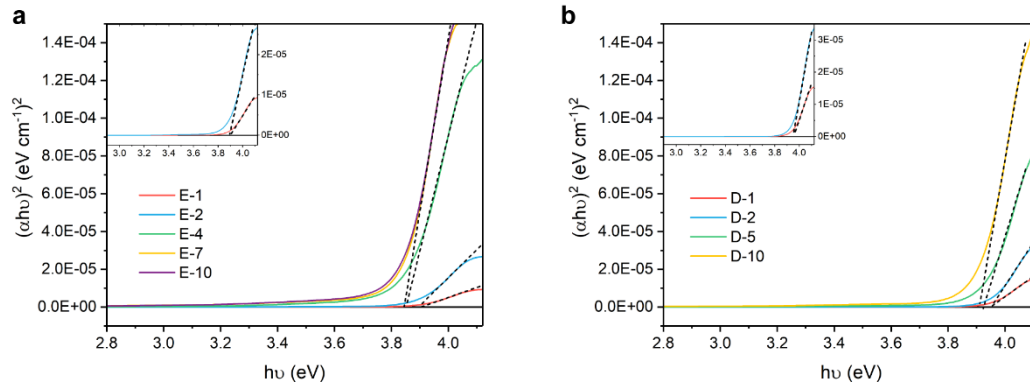 a
(αhυ)² (eV cm⁻¹)²
1.4E-04
1.2E-04
1.0E-04
8.0E-05
6.0E-05
4.0E-05
2.0E-05
0.0E+00
2.8 3.0 3.2 3.4 3.6 3.8 4.0
hυ (eV)
2E-05
1E-05
0E+00
3.0 3.2 3.4 3.6 3.8 4.0
E-1
E-2
E-4
E-7
E-10
b
(αhυ)² (eV cm⁻¹)²
1.4E-04
1.2E-04
1.0E-04
8.0E-05
6.0E-05
4.0E-05
2.0E-05
0.0E+00
2.8 3.0 3.2 3.4 3.6 3.8 4.0
hυ (eV)
3E-05
2E-05
1E-05
0E+00
3.0 3.2 3.4 3.6 3.8 4.0
D-1
D-2
D-5
D-10